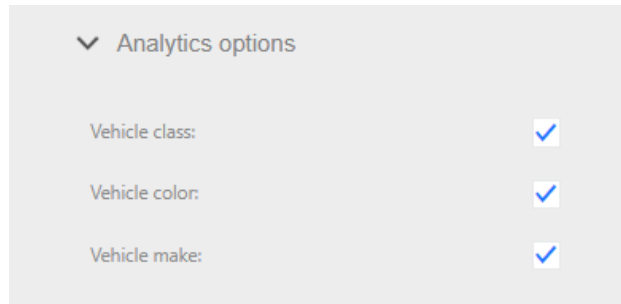 Analytics options
Vehicle class:
Vehicle color:
Vehicle make: